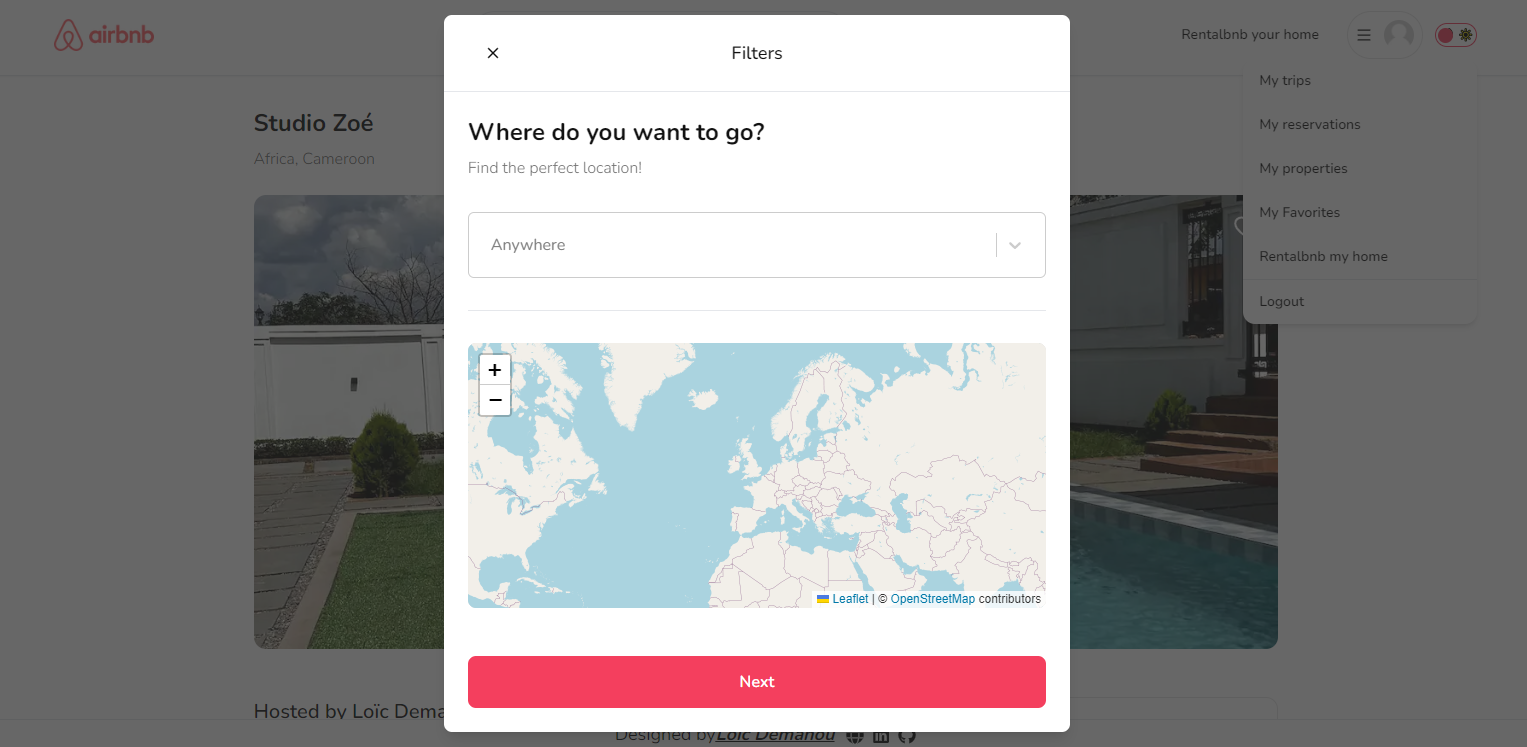 airbnb
Rentalbnb your home
Filters
My trips
My reservations
My properties
My Favorites
Rentalbnb my home
Logout
Studio Zoé
Africa, Cameroon
Where do you want to go?
Find the perfect location!
Anywhere
+
−
Leaflet | © OpenStreetMap contributors
Next
Hosted by Loïc Dema
Designed by Loïc Demanou